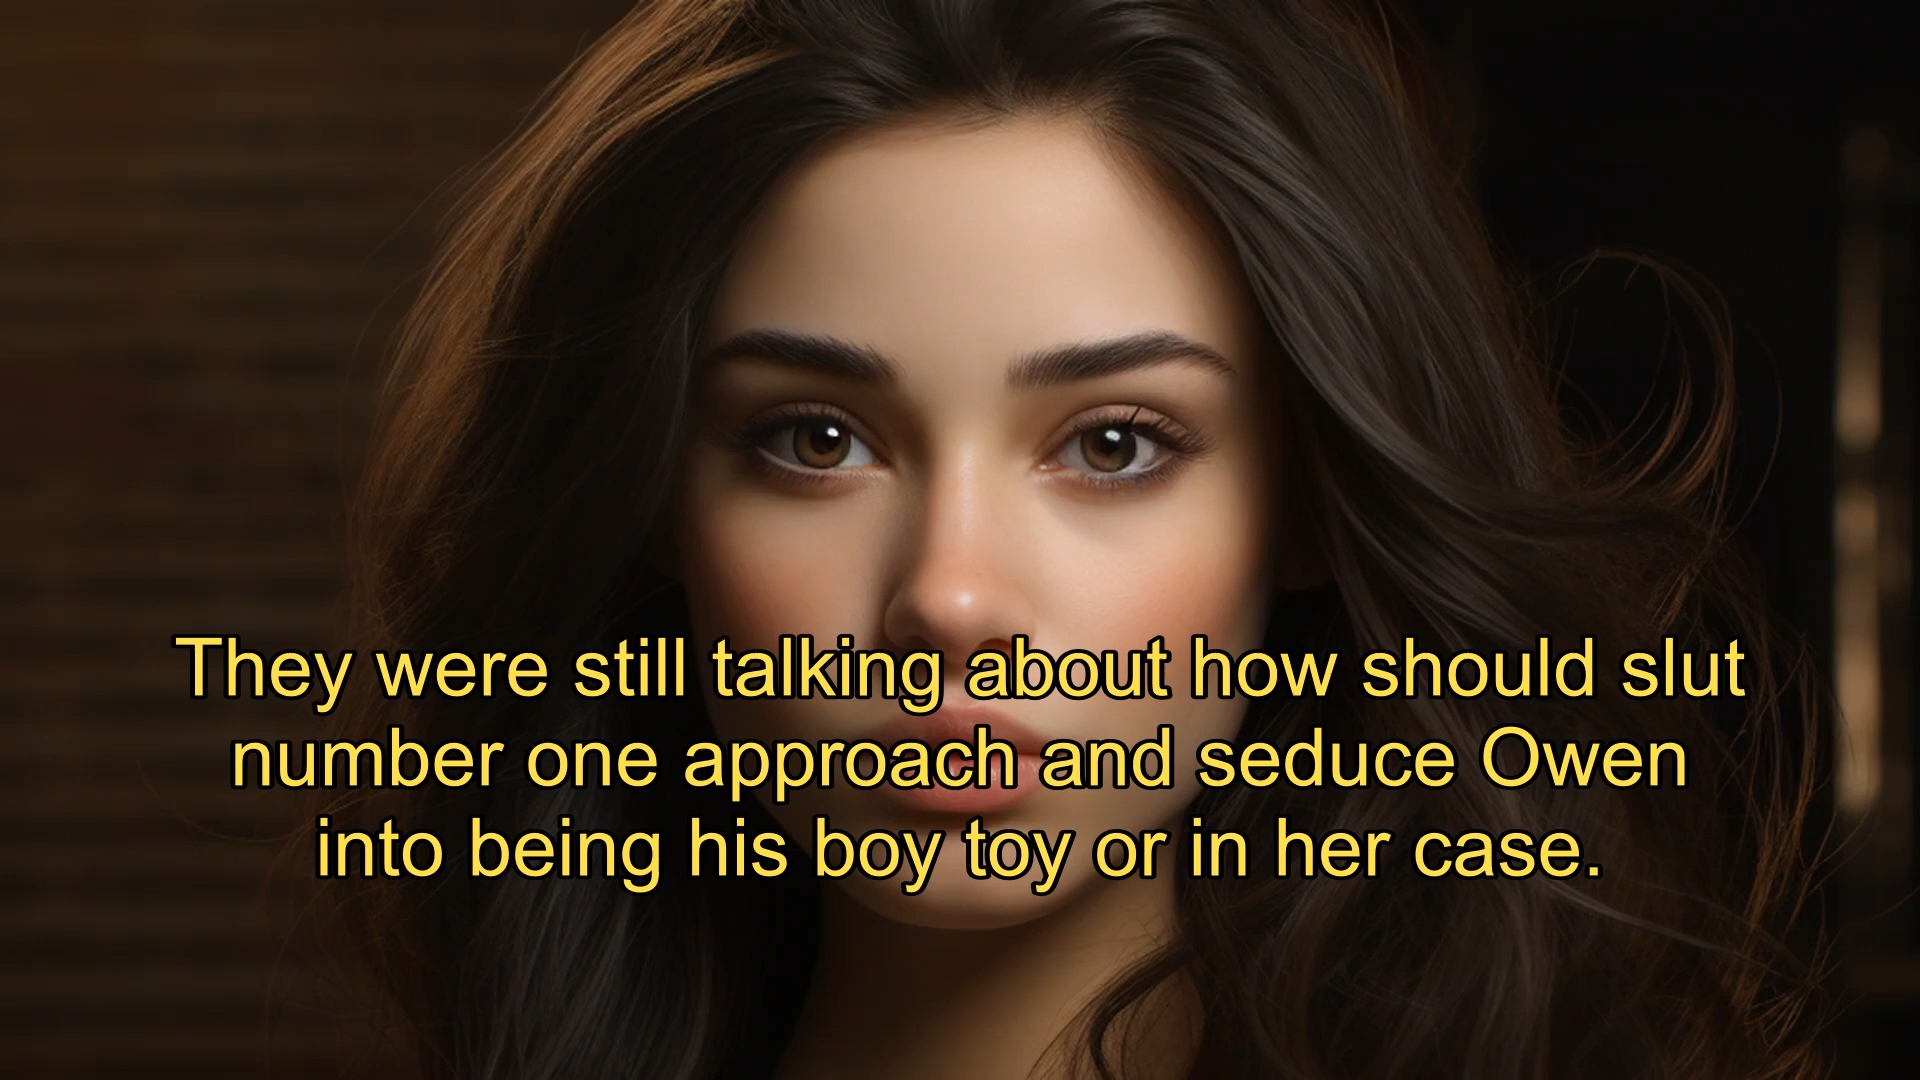 They were still talking about how should slut
number one approach and seduce Owen
into being his boy toy or in her case.